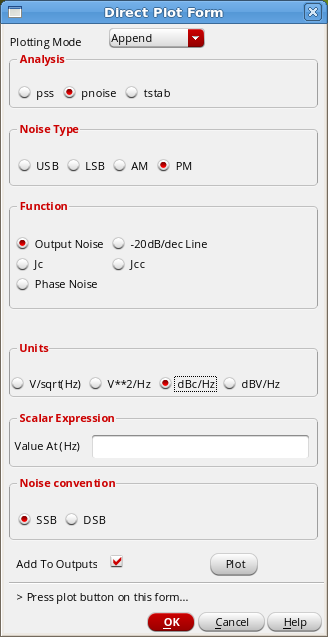 Direct Plot Form
Plotting Mode Append
Analysis
pss pnoise tstab
Noise Type
USB LSB AM PM
Function
Output Noise -20dB/dec Line
Jc Jcc
Phase Noise
Units
V/sqrt(Hz) V**2/Hz dBc/Hz dBV/Hz
Scalar Expression
Value At (Hz)
Noise convention
SSB DSB
Add To Outputs Plot
> Press plot button on this form...
OK Cancel Help